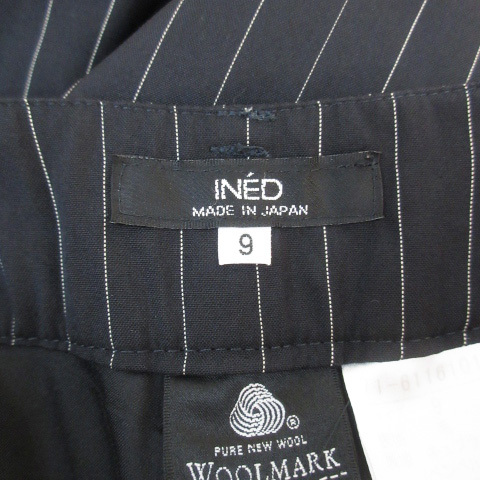 INÉD
MADE IN JAPAN
9
®
PURE NEW WOOL
WOOLMARK